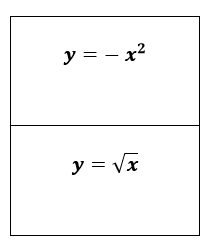 y = − x²
y = √x